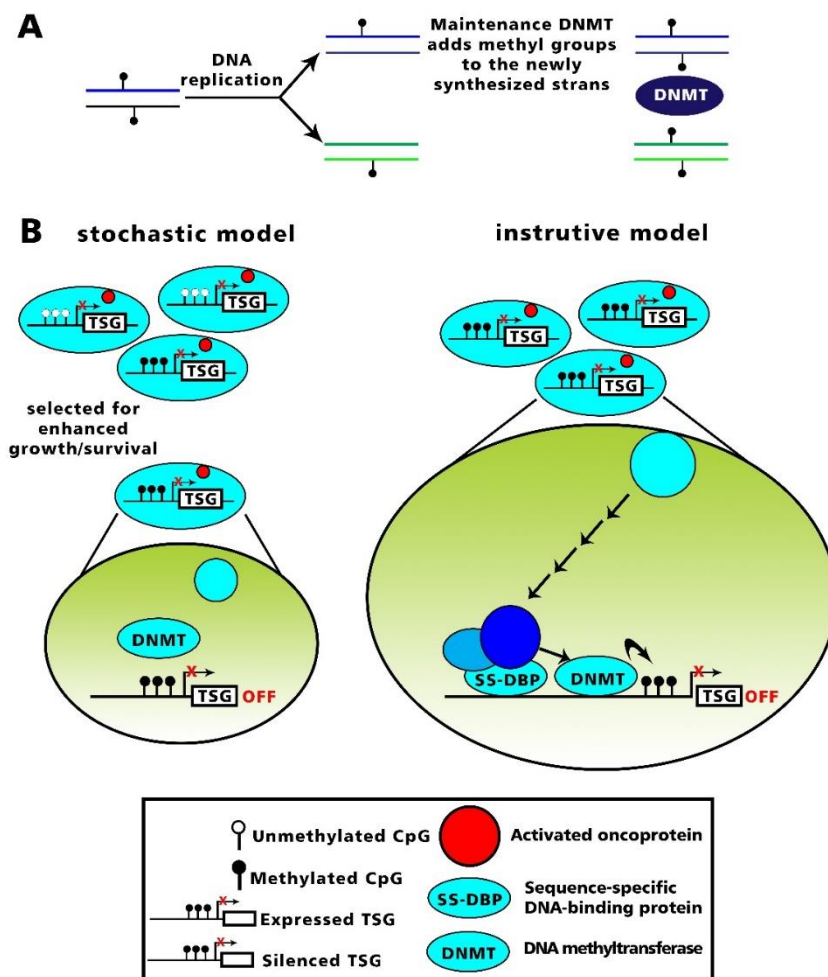 A
DNA
replication
Maintenance DNMT
adds methyl groups
to the newly
synthesized strans
DNMT
B
stochastic model
instrutive model
X
TSG
X
TSG
X
TSG
X
TSG
X
TSG
X
TSG
selected for
enhanced
growth/survival
X
TSG
DNMT
X
TSG OFF
SS-DBP
DNMT
X
TSG OFF
Unmethylated CpG
Methylated CpG
X
Expressed TSG
X
Silenced TSG
Activated oncoprotein
SS-DBP
Sequence-specific
DNA-binding protein
DNMT
DNA methyltransferase